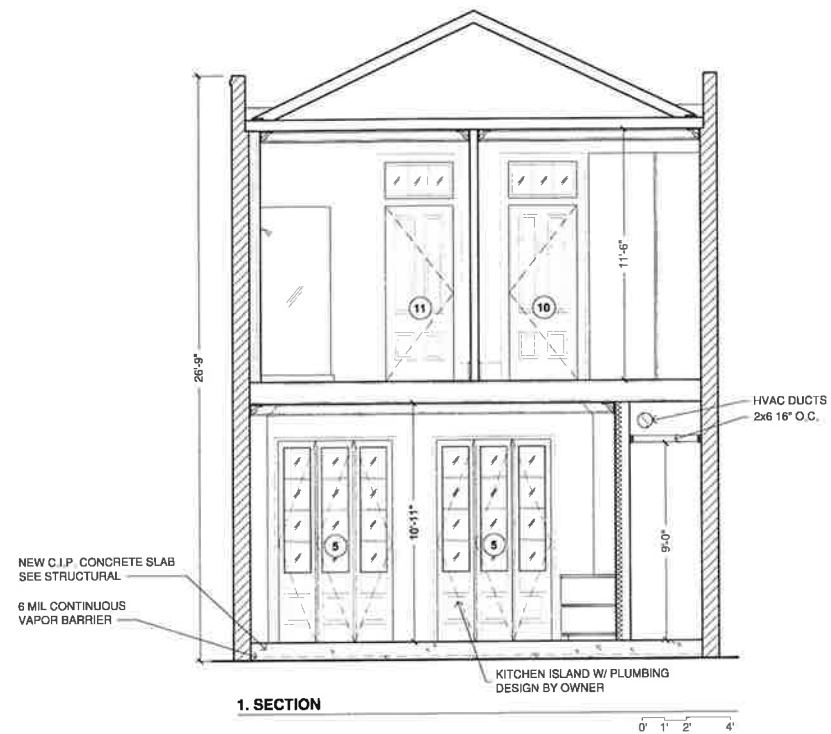 11'-6"
11
10
26'-9"
HVAC DUCTS
2x6 16" O.C.
10'-11"
9'-0"
5
5
NEW C.I.P. CONCRETE SLAB
SEE STRUCTURAL
6 MIL CONTINUOUS
VAPOR BARRIER
KITCHEN ISLAND W/ PLUMBING
DESIGN BY OWNER
1. SECTION
0' 1' 2' 4'